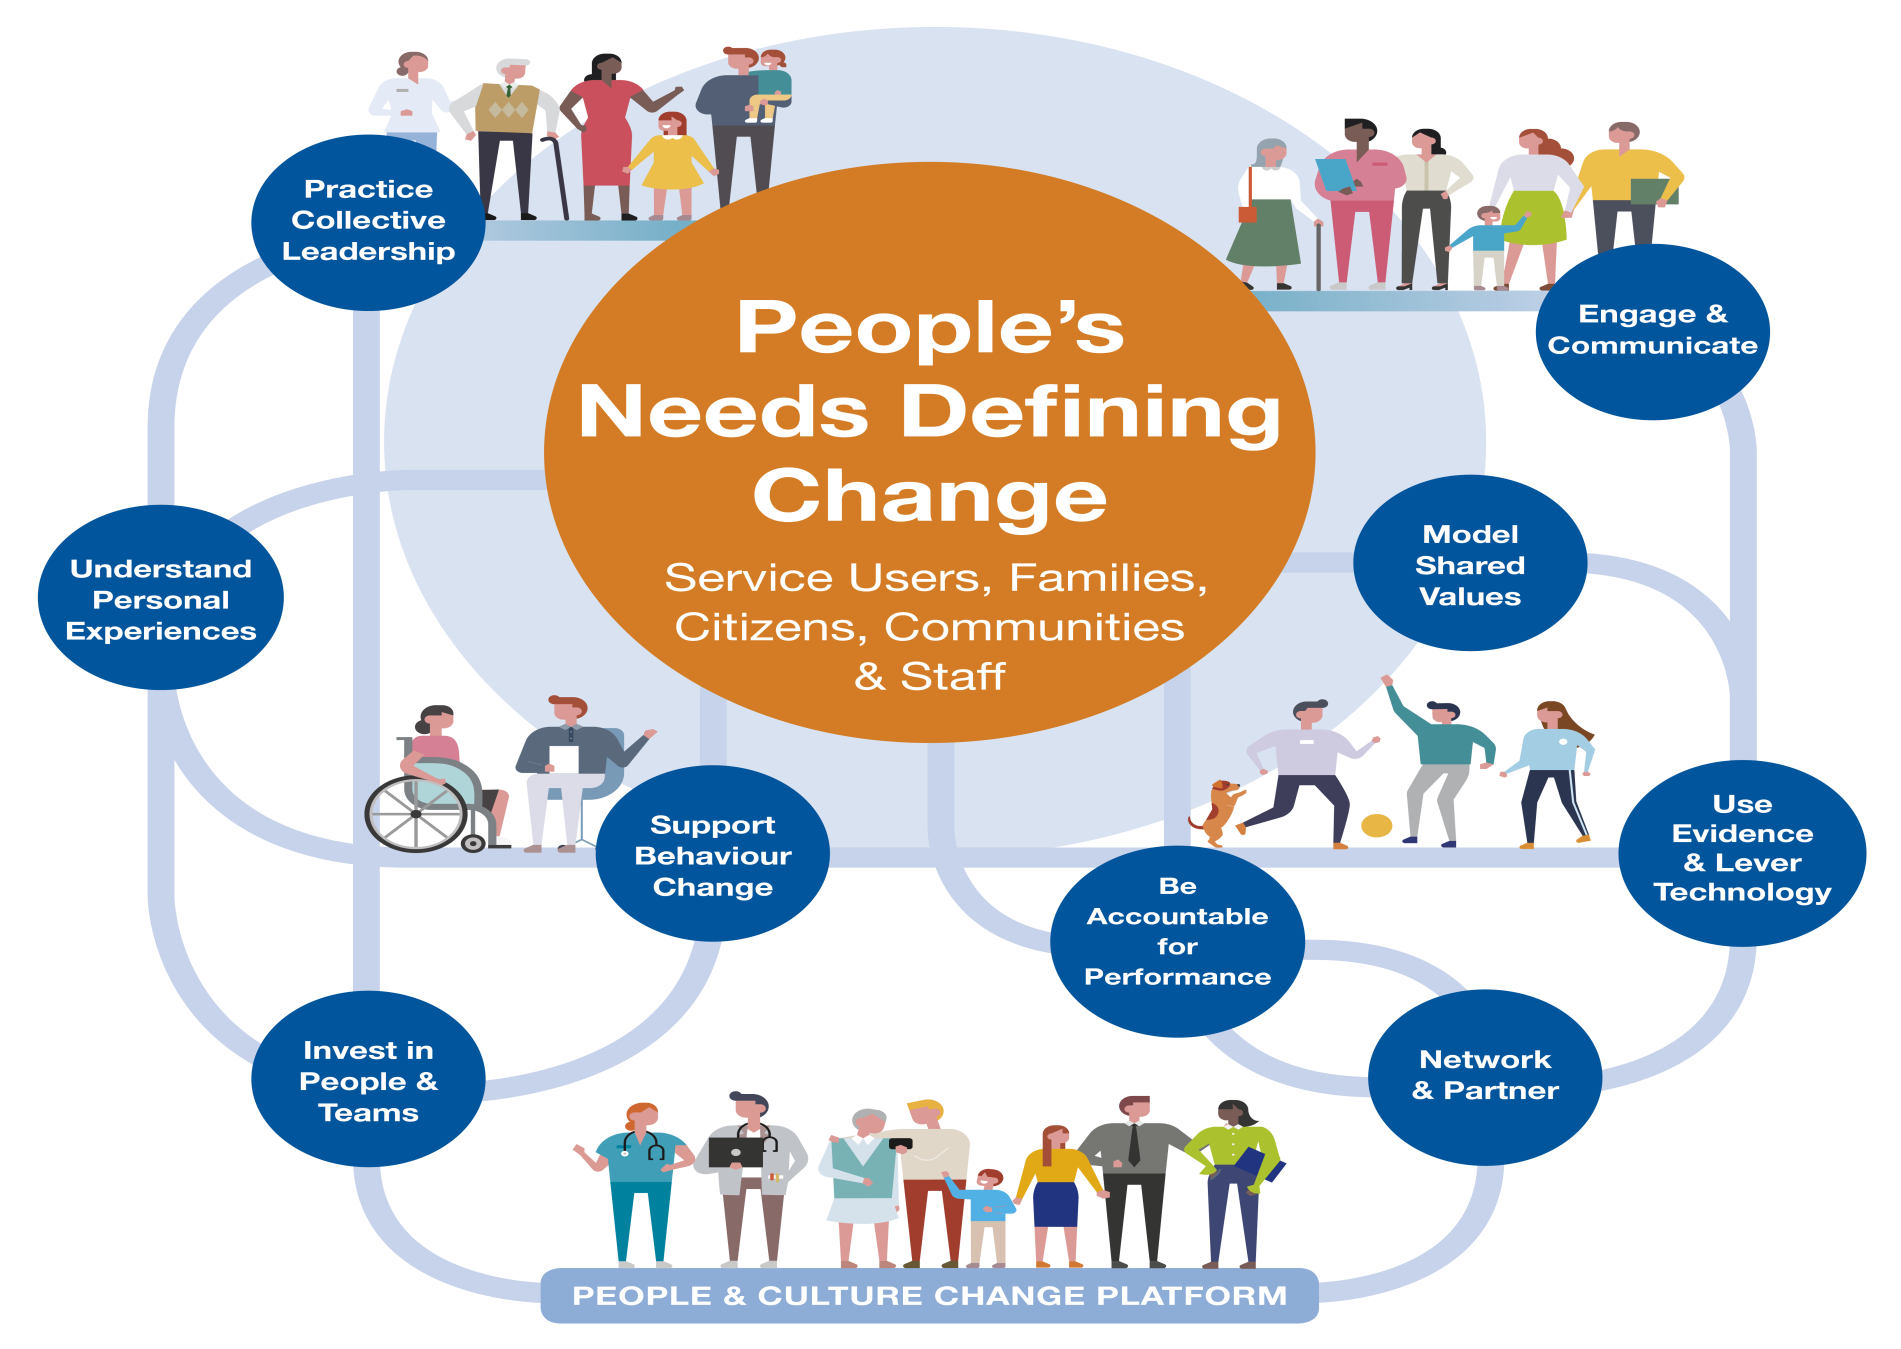 Practice
Collective
Leadership
Engage &
Communicate
People’s
Needs Defining
Change
Service Users, Families,
Citizens, Communities
& Staff
Understand
Personal
Experiences
Model
Shared
Values
Support
Behaviour
Change
Use
Evidence
& Lever
Technology
Be
Accountable
for
Performance
Invest in
People &
Teams
Network
& Partner
PEOPLE & CULTURE CHANGE PLATFORM